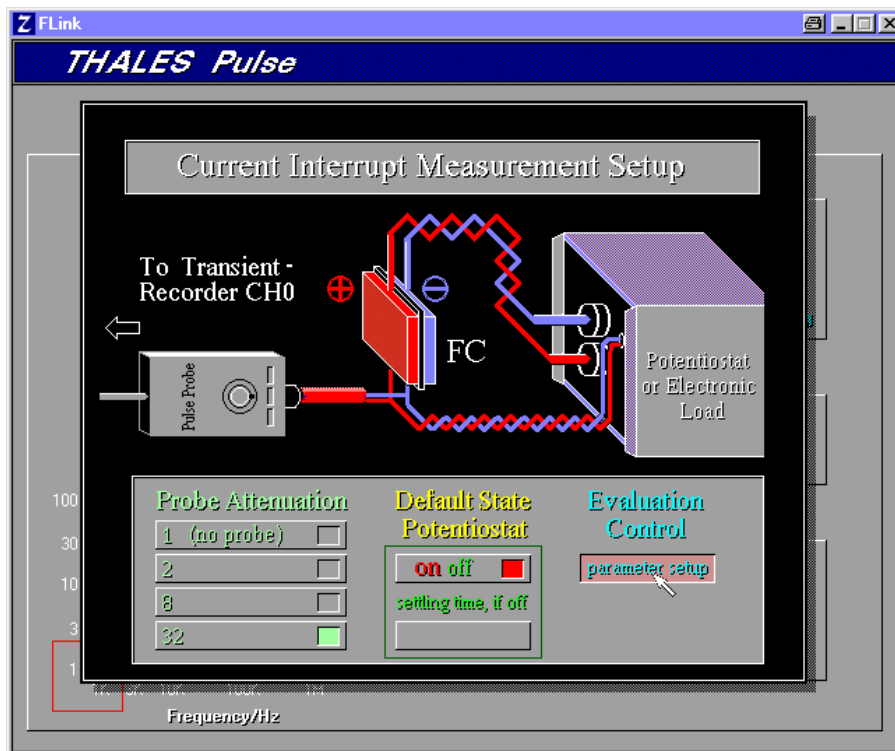 Z FLink
THALES Pulse
Current Interrupt Measurement Setup
To Transient -
Recorder CH0
FC
Pulse Probe
Potentiostat
or Electronic
Load
Probe Attenuation
1 (no probe)
2
8
32
Default State
Potentiostat
on off
settling time, if off
Evaluation
Control
parameter setup
100
30
10
3
1
100K
1M
Frequency/Hz